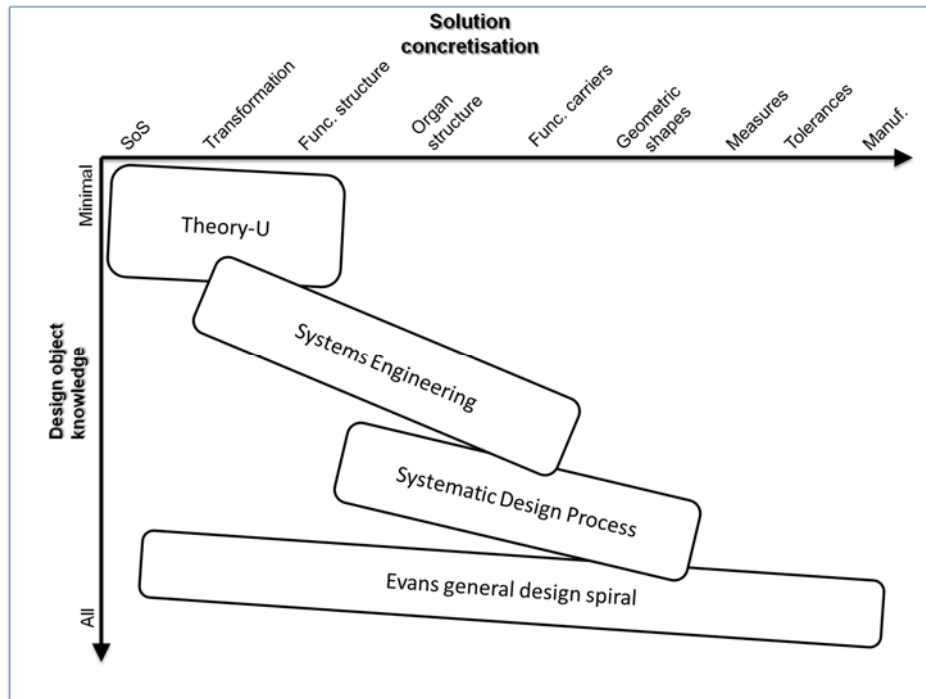 Solution
concretisation
SoS
Transformation
Func. structure
Organ
structure
Func. carriers
Geometric
shapes
Measures
Tolerances
Manuf.
Minimal
Design object
knowledge
All
Theory-U
Systems Engineering
Systematic Design Process
Evans general design spiral